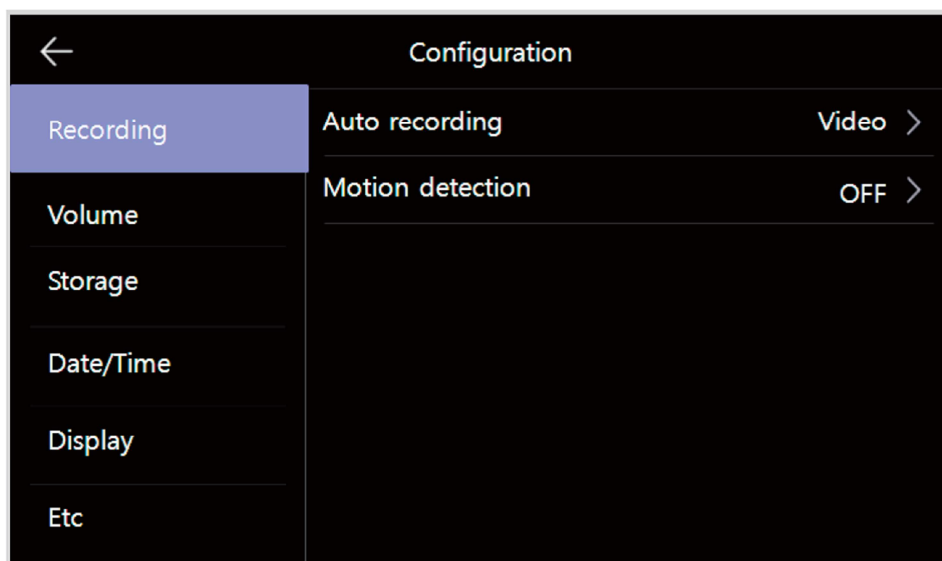 Configuration
Recording
Auto recording Video
Motion detection OFF
Volume
Storage
Date/Time
Display
Etc